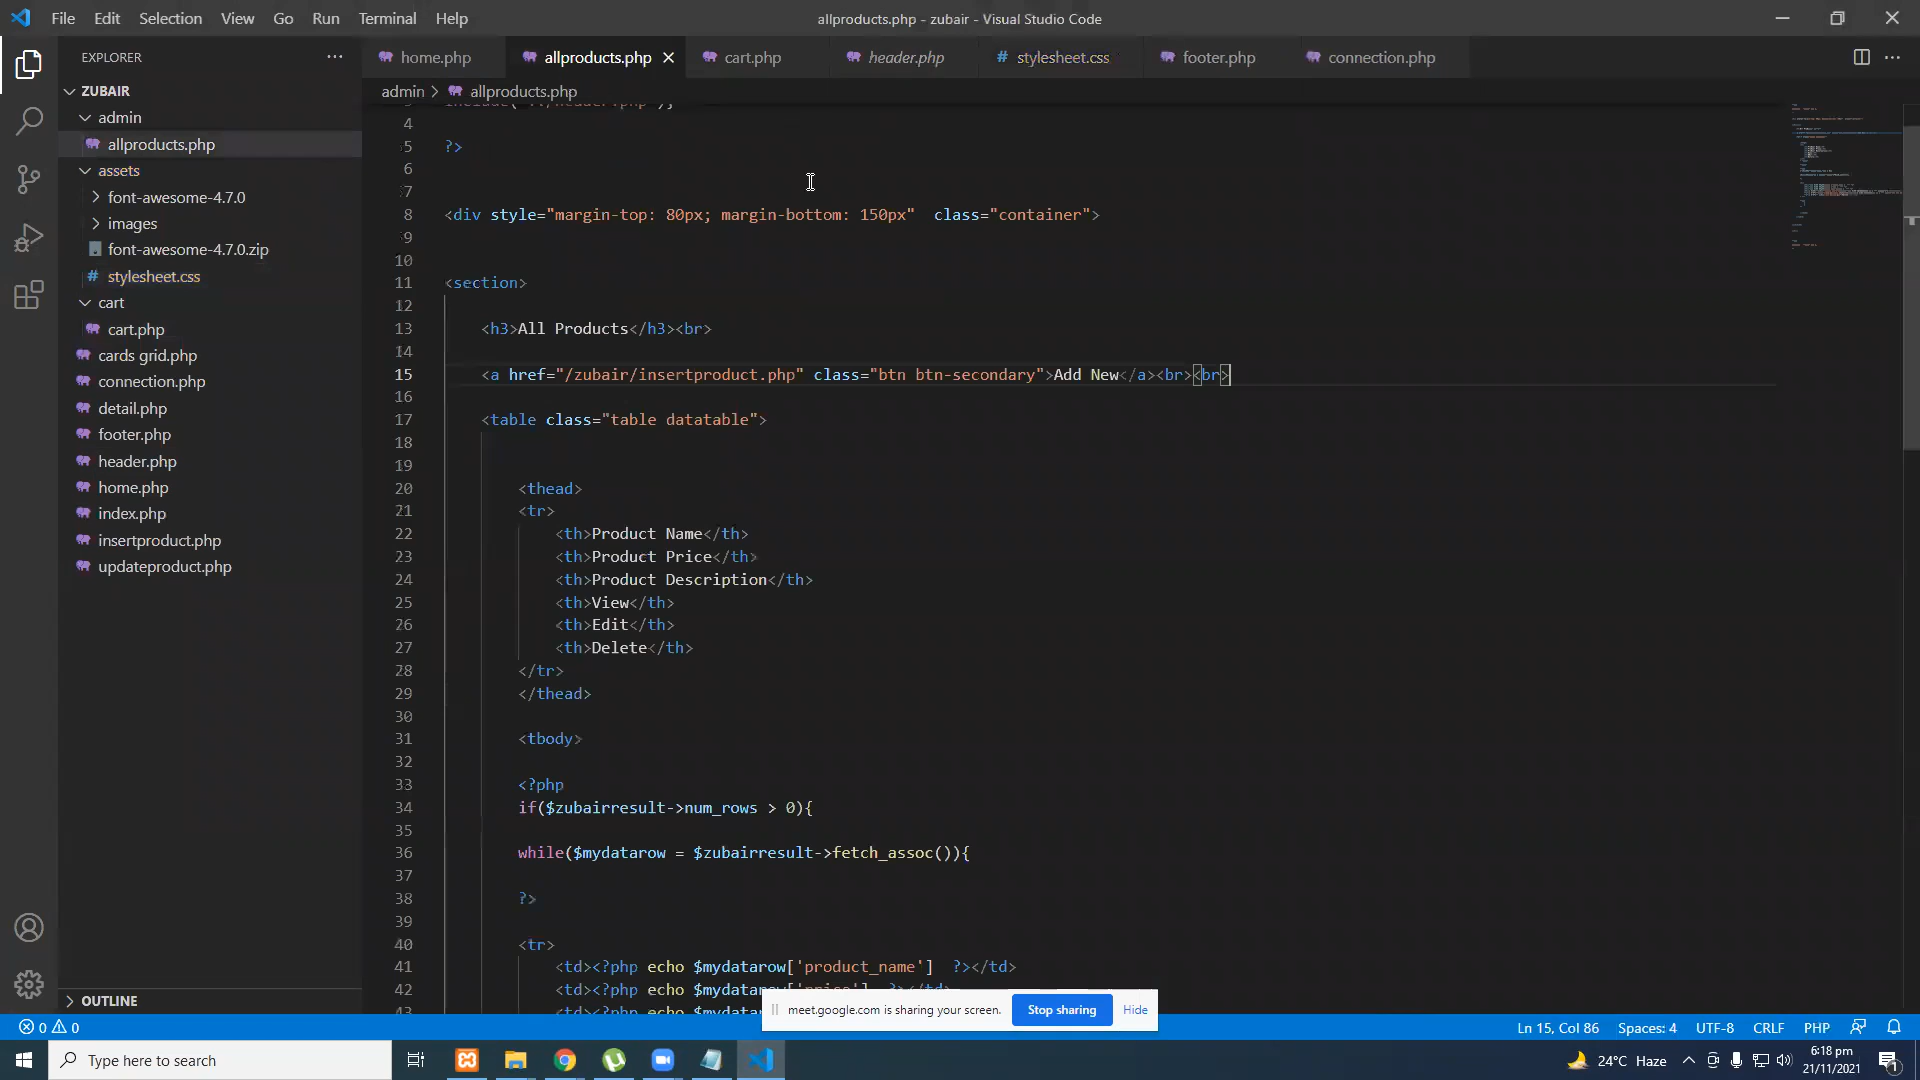 File Edit Selection View Go Run Terminal Help
allproducts.php - zubair - Visual Studio Code
EXPLORER
home.php
allproducts.php
cart.php
header.php
stylesheet.css
footer.php
connection.php
admin > allproducts.php
ZUBAIR
admin
allproducts.php
assets
font-awesome-4.7.0
images
font-awesome-4.7.0.zip
stylesheet.css
cart
cart.php
cards grid.php
connection.php
detail.php
footer.php
header.php
home.php
index.php
insertproduct.php
updateproduct.php
OUTLINE
4
5 ?>
6
7
8 <div style="margin-top: 80px; margin-bottom: 150px"  class="container">
9
10
11 <section>
12
13 <h3>All Products</h3><br>
14
15 <a href="/zubair/insertproduct.php" class="btn btn-secondary">Add New</a><br><br>
16
17 <table class="table datatable">
18
19
20 <thead>
21 <tr>
22 <th>Product Name</th>
23 <th>Product Price</th>
24 <th>Product Description</th>
25 <th>View</th>
26 <th>Edit</th>
27 <th>Delete</th>
28 </tr>
29 </thead>
30
31 <tbody>
32
33 <?php
34 if($zubairresult->num_rows > 0){
35
36 while($mydatarow = $zubairresult->fetch_assoc()){
37
38 ?>
39
40 <tr>
41 <td><?php echo $mydatarow['product_name']  ?></td>
42 <td><?php echo
43 <td><?php echo
meet.google.com is sharing your screen. Stop sharing Hide
0 0
Ln 15, Col 86 Spaces: 4 UTF-8 CRLF PHP
Type here to search
24°C Haze
6:18 pm
21/11/2021
1